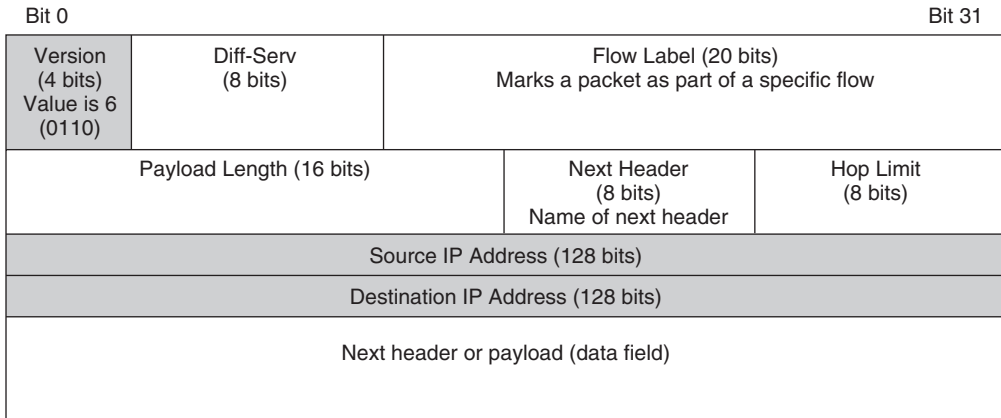 Bit 0
Bit 31
Version
(4 bits)
Value is 6
(0110)
Diff-Serv
(8 bits)
Flow Label (20 bits)
Marks a packet as part of a specific flow
Payload Length (16 bits)
Next Header
(8 bits)
Name of next header
Hop Limit
(8 bits)
Source IP Address (128 bits)
Destination IP Address (128 bits)
Next header or payload (data field)